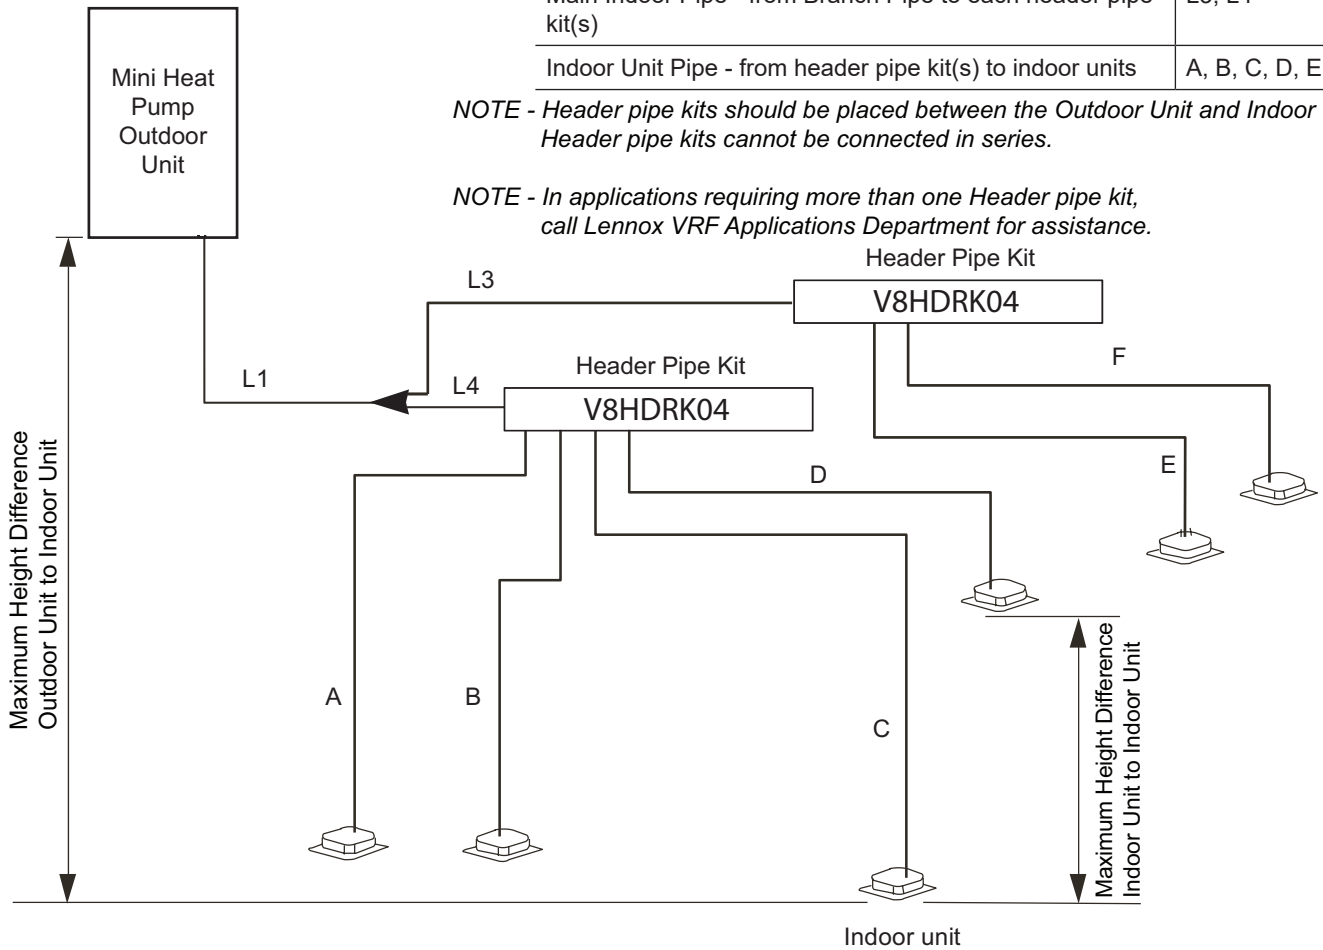 Main Indoor Pipe - from Branch Pipe to each header pipe L3, L4
kit(s)
Indoor Unit Pipe - from header pipe kit(s) to indoor units A, B, C, D, E
NOTE - Header pipe kits should be placed between the Outdoor Unit and Indoor
Header pipe kits cannot be connected in series.
NOTE - In applications requiring more than one Header pipe kit,
call Lennox VRF Applications Department for assistance.
Mini Heat
Pump
Outdoor
Unit
Header Pipe Kit
V8HDRK04
L3
F
Header Pipe Kit
V8HDRK04
L1
L4
E
D
A
B
C
Maximum Height Difference
Outdoor Unit to Indoor Unit
Maximum Height Difference
Indoor Unit to Indoor Unit
Indoor unit